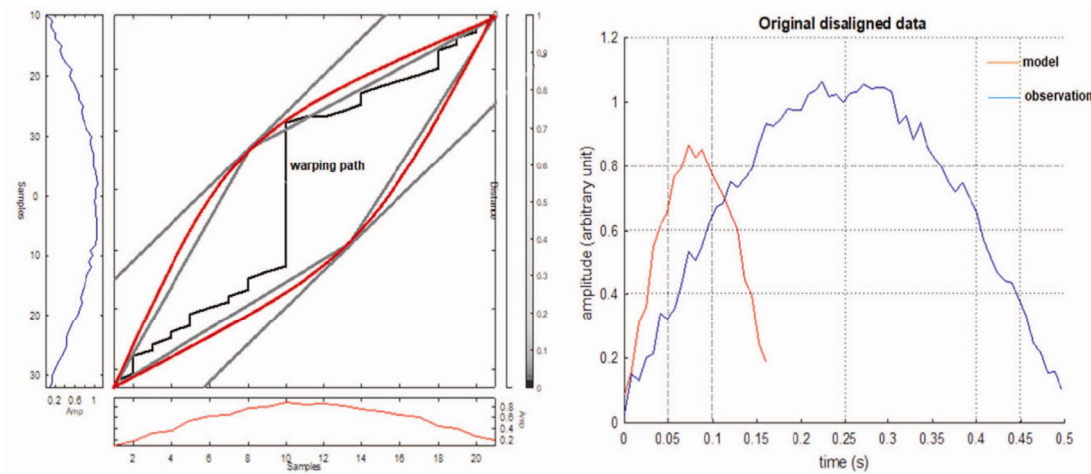 10
20
30
0
10
20
30
Samples
0.2 0.6 1
Amp
warping path
0
Distance
1
0.9
0.8
0.7
0.6
0.5
0.4
0.3
0.2
0.1
0
0.8
0.6
0.4
0.2
Amp
2 4 6 8 10 12 14 16 18 20
Samples
Original disaligned data
1.2
1
0.8
0.6
0.4
0.2
0
armplitude (arbitrary unit)
model
observation
0 0.05 0.1 0.15 0.2 0.25 0.3 0.35 0.4 0.45 0.5
time (s)